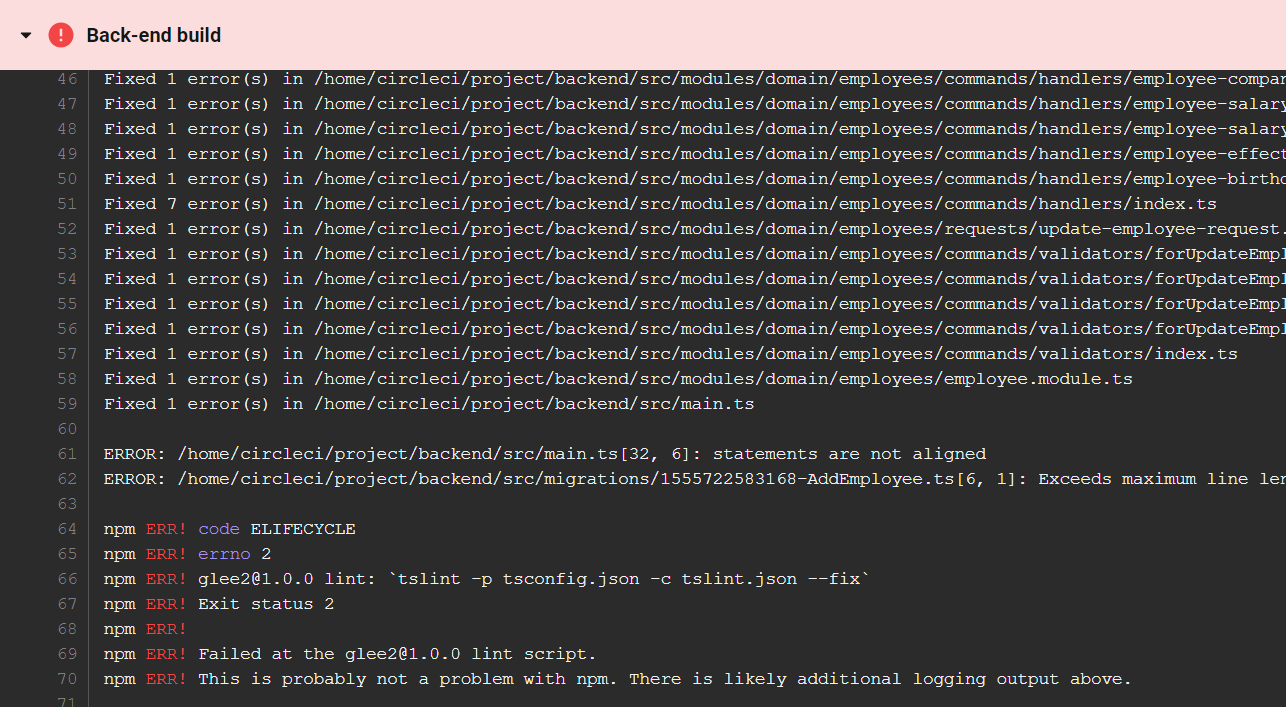 Back-end build
46 Fixed 1 error(s) in /home/circleci/project/backend/src/modules/domain/employees/commands/handlers/employee-compan
47 Fixed 1 error(s) in /home/circleci/project/backend/src/modules/domain/employees/commands/handlers/employee-salary
48 Fixed 1 error(s) in /home/circleci/project/backend/src/modules/domain/employees/commands/handlers/employee-salary
49 Fixed 1 error(s) in /home/circleci/project/backend/src/modules/domain/employees/commands/handlers/employee-effect
50 Fixed 1 error(s) in /home/circleci/project/backend/src/modules/domain/employees/commands/handlers/employee-birthd
51 Fixed 7 error(s) in /home/circleci/project/backend/src/modules/domain/employees/commands/handlers/index.ts
52 Fixed 1 error(s) in /home/circleci/project/backend/src/modules/domain/employees/requests/update-employee-request.
53 Fixed 1 error(s) in /home/circleci/project/backend/src/modules/domain/employees/commands/validators/forUpdateEmpl
54 Fixed 1 error(s) in /home/circleci/project/backend/src/modules/domain/employees/commands/validators/forUpdateEmpl
55 Fixed 1 error(s) in /home/circleci/project/backend/src/modules/domain/employees/commands/validators/forUpdateEmpl
56 Fixed 1 error(s) in /home/circleci/project/backend/src/modules/domain/employees/commands/validators/forUpdateEmpl
57 Fixed 1 error(s) in /home/circleci/project/backend/src/modules/domain/employees/commands/validators/index.ts
58 Fixed 1 error(s) in /home/circleci/project/backend/src/modules/domain/employees/employee.module.ts
59 Fixed 1 error(s) in /home/circleci/project/backend/src/main.ts
60
61 ERROR: /home/circleci/project/backend/src/main.ts[32, 6]: statements are not aligned
62 ERROR: /home/circleci/project/backend/src/migrations/1555722583168-AddEmployee.ts[6, 1]: Exceeds maximum line len
63
64 npm ERR! code ELIFECYCLE
65 npm ERR! errno 2
66 npm ERR! glee2@1.0.0 lint: `tslint -p tsconfig.json -c tslint.json --fix`
67 npm ERR! Exit status 2
68 npm ERR!
69 npm ERR! Failed at the glee2@1.0.0 lint script.
70 npm ERR! This is probably not a problem with npm. There is likely additional logging output above.
71